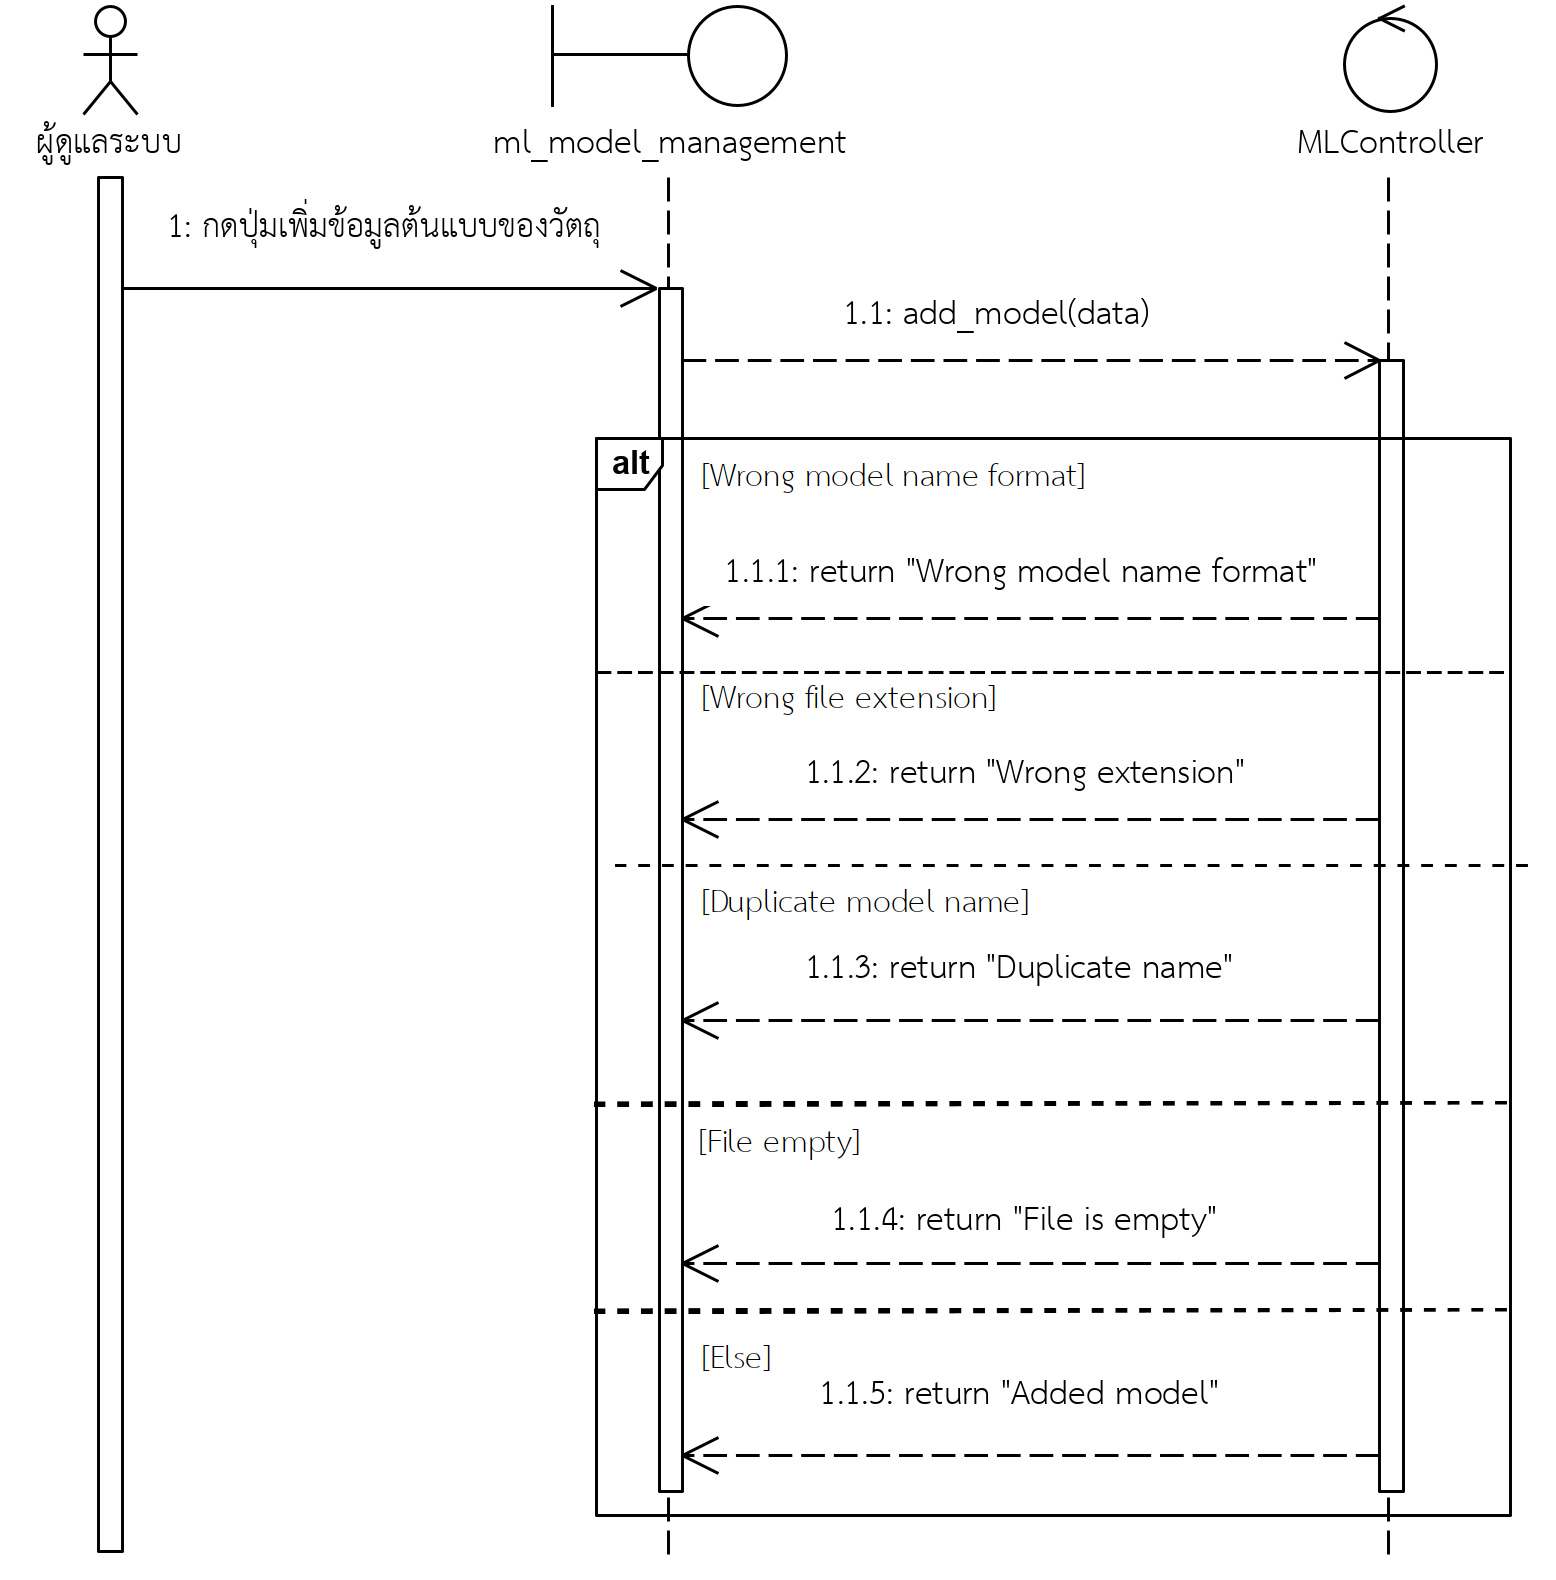 ผู้ดูแลระบบ
ml_model_management
MLController
1: กดปุ่มเพิ่มข้อมูลต้นแบบของวัตถุ
1.1: add_model(data)
alt
[Wrong model name format]
1.1.1: return "Wrong model name format"
[Wrong file extension]
1.1.2: return "Wrong extension"
[Duplicate model name]
1.1.3: return "Duplicate name"
[File empty]
1.1.4: return "File is empty"
[Else]
1.1.5: return "Added model"